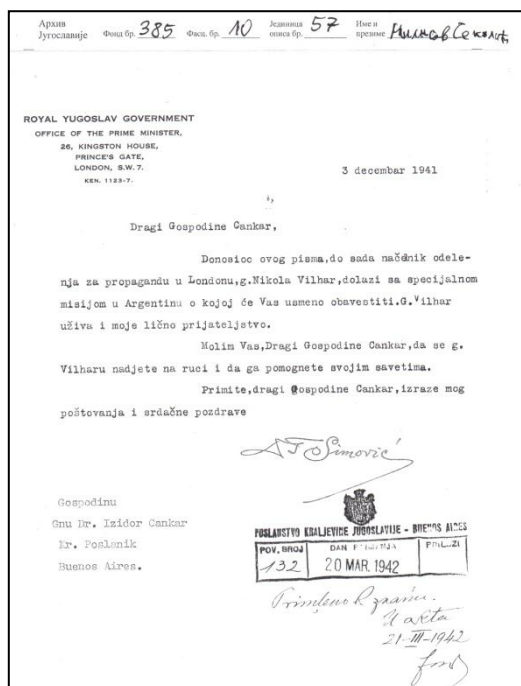 Архив Југославије Фонд бр. 385 Фасц. бр. 10 Јединица описа бр. 57 Име и презиме
ROYAL YUGOSLAV GOVERNMENT
OFFICE OF THE PRIME MINISTER,
26, KINGSTON HOUSE,
PRINCE'S GATE,
LONDON, S.W. 7.
KEN. 1123-7.
3 decembar 1941
Dragi Gospodine Cankar,
Donosioc ovog pisma,do sada načelnik odele-
nja za propagandu u Londonu,g.Nikola Vilhar,dolazi sa specijalnom
misijom u Argentinu o kojoj će Vas usmeno obavestiti.G.Vilhar
uživa i moje lično prijateljstvo.
Molim Vas,Dragi Gospodine Cankar,da se g.
Vilharu nadjete na ruci i da ga pomognete svojim savetima.
Primite,dragi Gospodine Cankar,izraze mog
poštovanja i srdačne pozdrave
Simović
Gospodinu
Gnu Dr. Izidor Cankar
Kr. Poslanik
Buenos Aires.
POSLANSTVO KRALJEVICE JUGOSLAVIJE - BUENOS AIRES
POV. BROJ DAN PRIMANJA PRILOZI
132 20 MAR. 1942
Primljeno k znanju.
U akta
21-III-1942